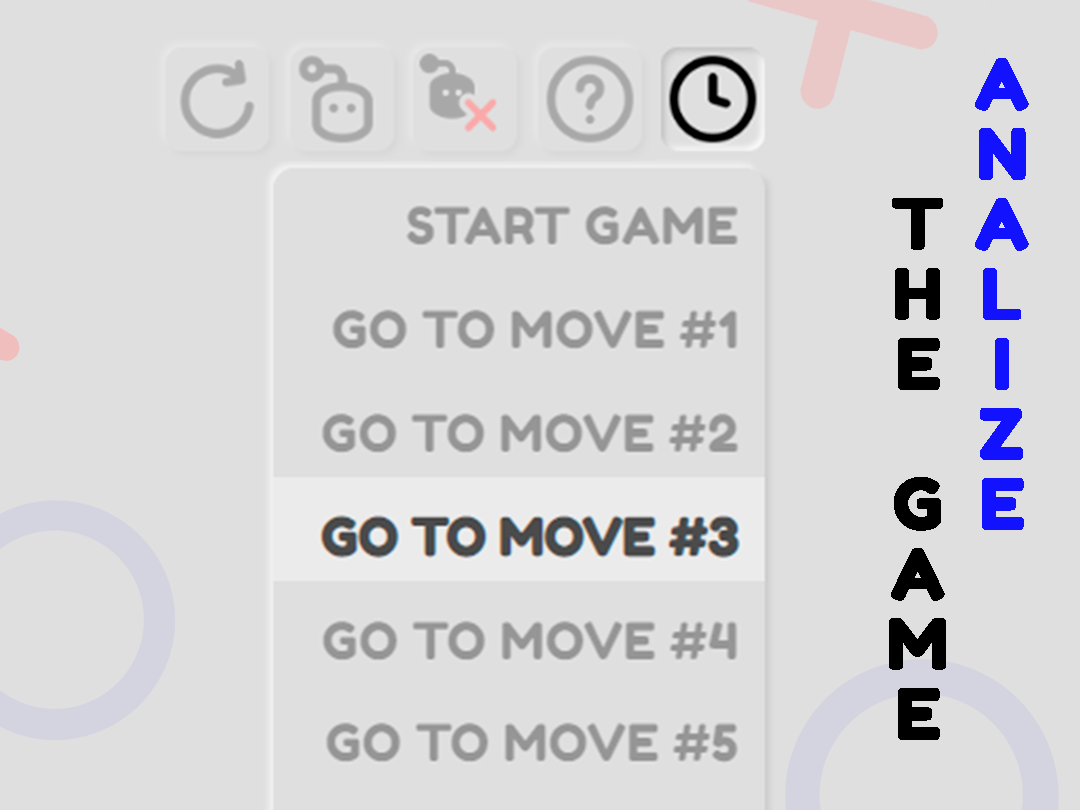 START GAME
GO TO MOVE #1
GO TO MOVE #2
GO TO MOVE #3
GO TO MOVE #4
GO TO MOVE #5
ANALIZE
THE GAME